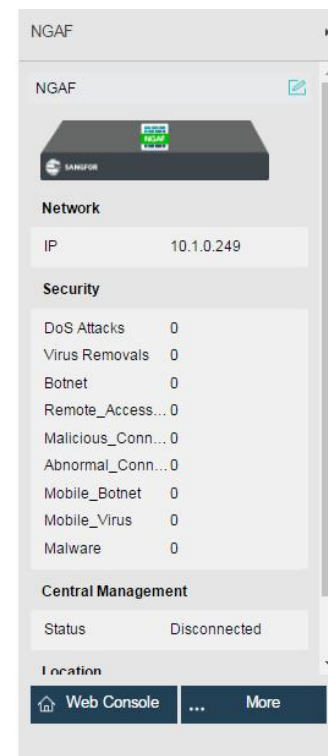 NGAF
NGAF
NGAF
SANGFOR
Network
IP 10.1.0.249
Security
DoS Attacks 0
Virus Removals 0
Botnet 0
Remote_Access... 0
Malicious_Conn... 0
Abnormal_Conn... 0
Mobile_Botnet 0
Mobile_Virus 0
Malware 0
Central Management
Status Disconnected
Location
Web Console ... More